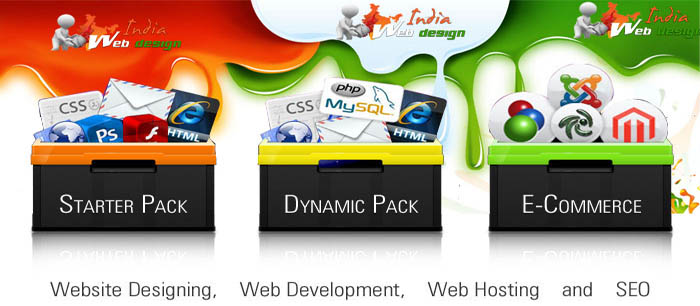 India
Web design
India
Web design
India
Web design
CSS
Ps
HTML
CSS
php
MySQL
HTML
STARTER PACK
DYNAMIC PACK
E-COMMERCE
Website Designing, Web Development, Web Hosting and SEO